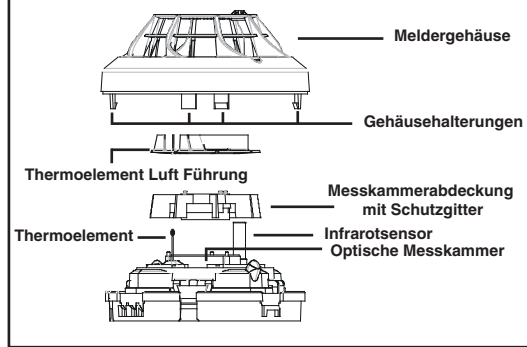 Meldergehäuse
Gehäusehalterungen
Thermoelement Luft Führung
Messkammerabdeckung
mit Schutzgitter
Thermoelement
Infrarotsensor
Optische Messkammer